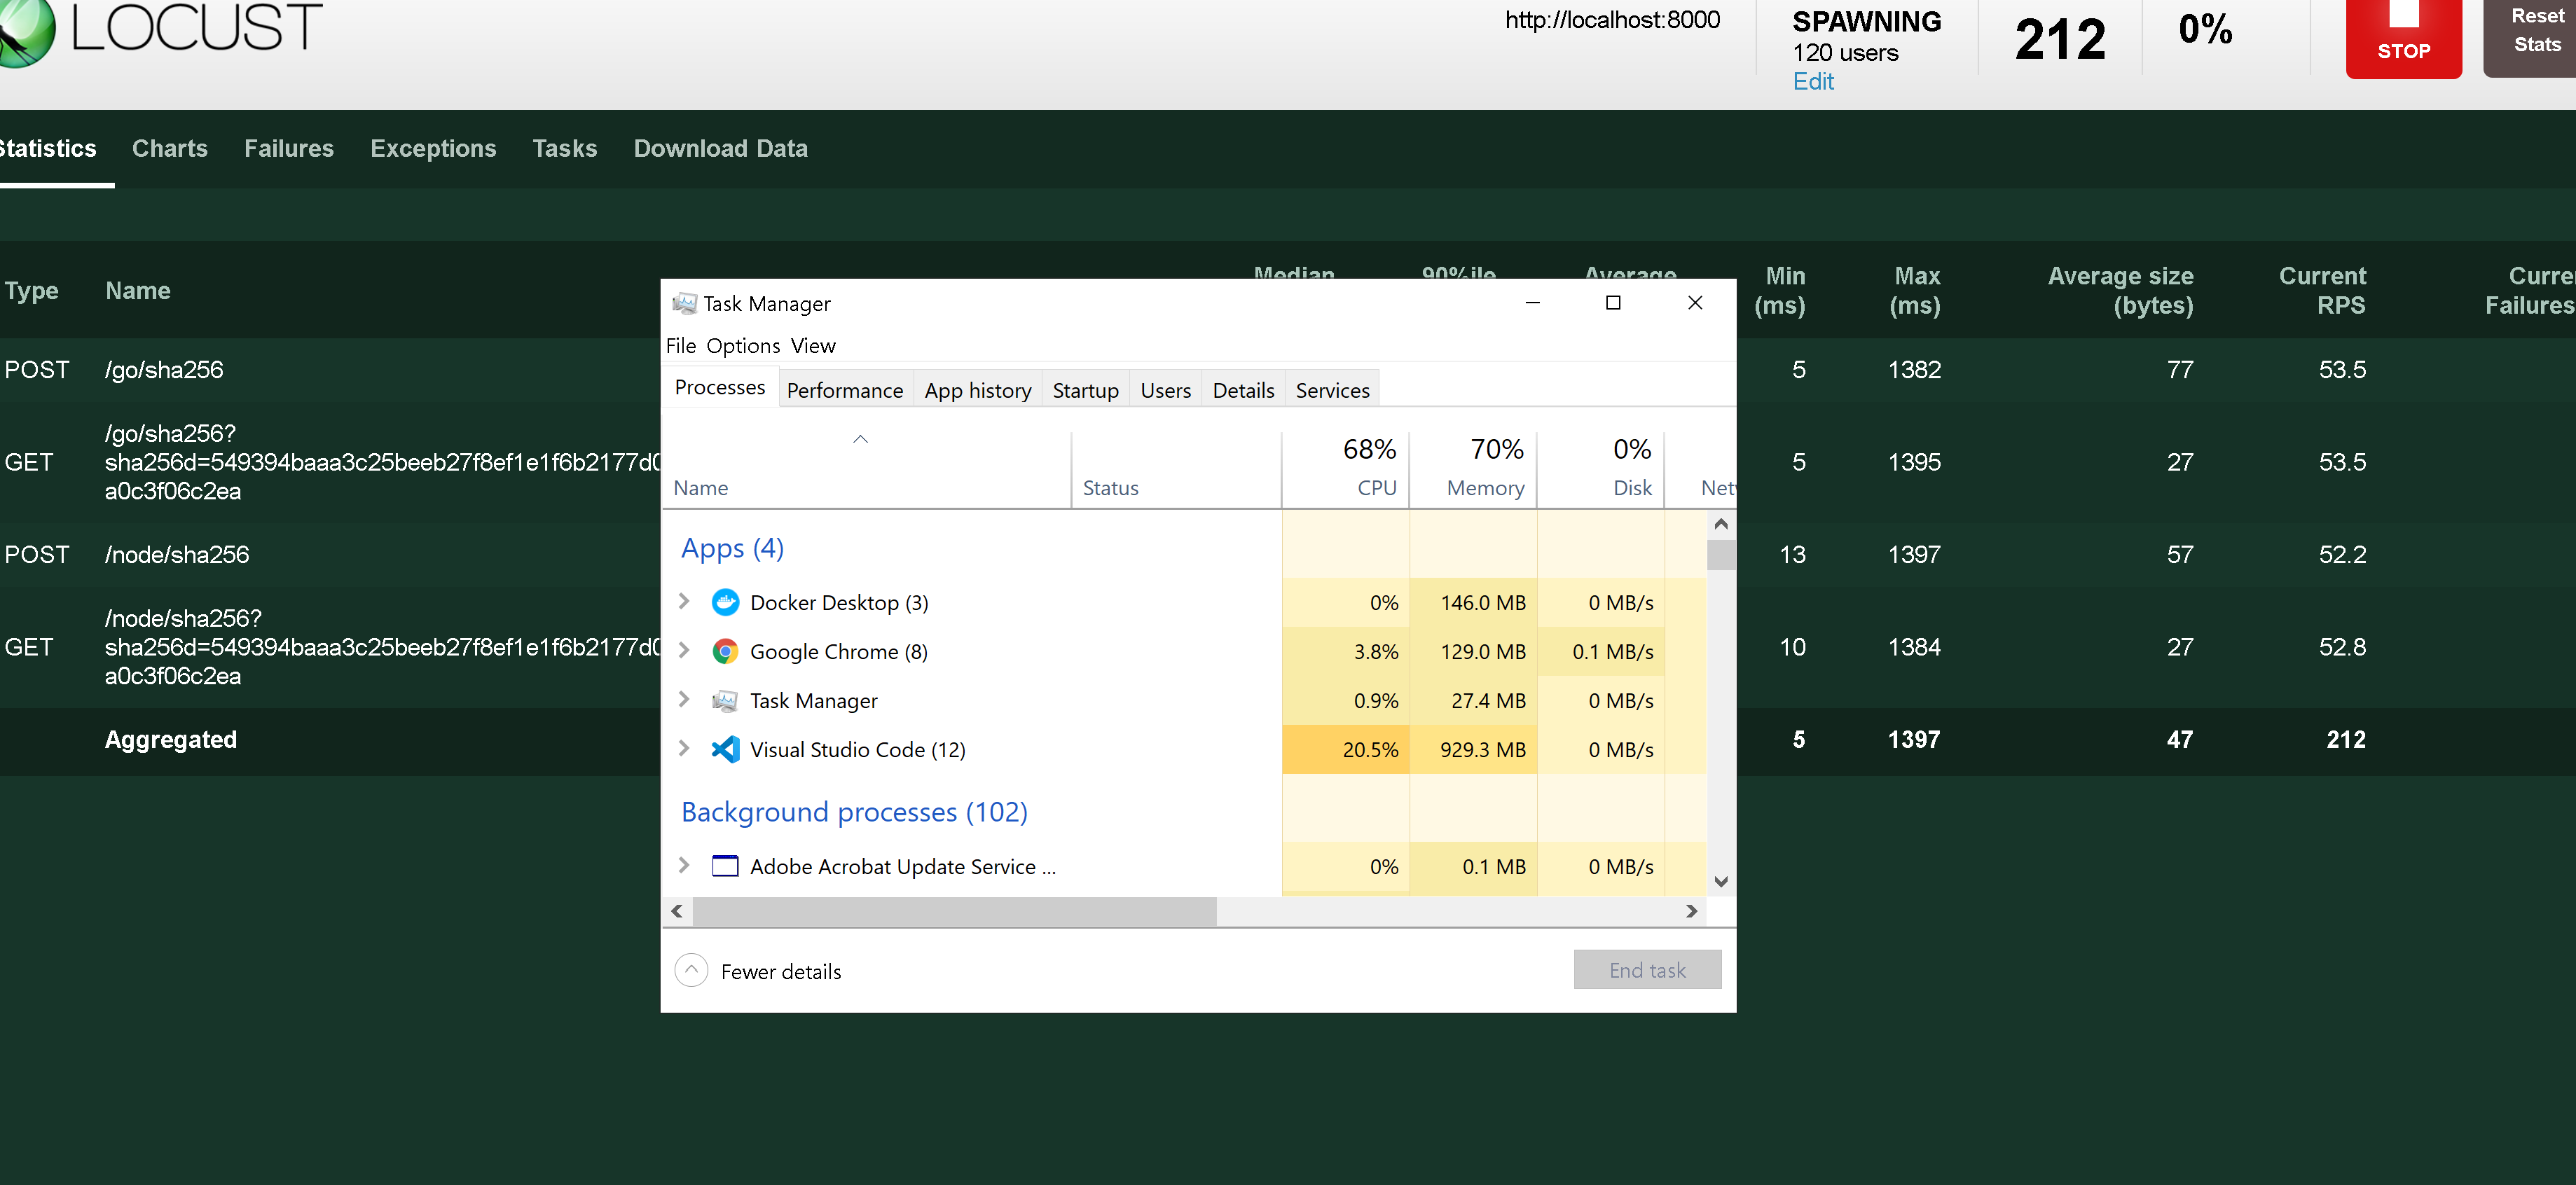 LOCUST
http://localhost:8000
SPAWNING
120 users
Edit
212
0%
STOP
Reset
Stats
Statistics Charts Failures Exceptions Tasks Download Data
Type Name Median 90%ile Average Min (ms) Max (ms) Average size (bytes) Current RPS Failures
POST /go/sha256 5 1382 77 53.5
GET /go/sha256?
sha256d=549394baaa3c25beeb27f8ef1e1f6b2177d0 5 1395 27 53.5
a0c3f06c2ea
POST /node/sha256 13 1397 57 52.2
GET /node/sha256?
sha256d=549394baaa3c25beeb27f8ef1e1f6b2177d0 10 1384 27 52.8
a0c3f06c2ea
Aggregated 5 1397 47 212
Task Manager
File Options View
Processes Performance App history Startup Users Details Services
68% 70% 0%
Name Status CPU Memory Disk
Apps (4)
Docker Desktop (3) 0% 146.0 MB 0 MB/s
Google Chrome (8) 3.8% 129.0 MB 0.1 MB/s
Task Manager 0.9% 27.4 MB 0 MB/s
Visual Studio Code (12) 20.5% 929.3 MB 0 MB/s
Background processes (102)
Adobe Acrobat Update Service ... 0% 0.1 MB 0 MB/s
Fewer details
End task